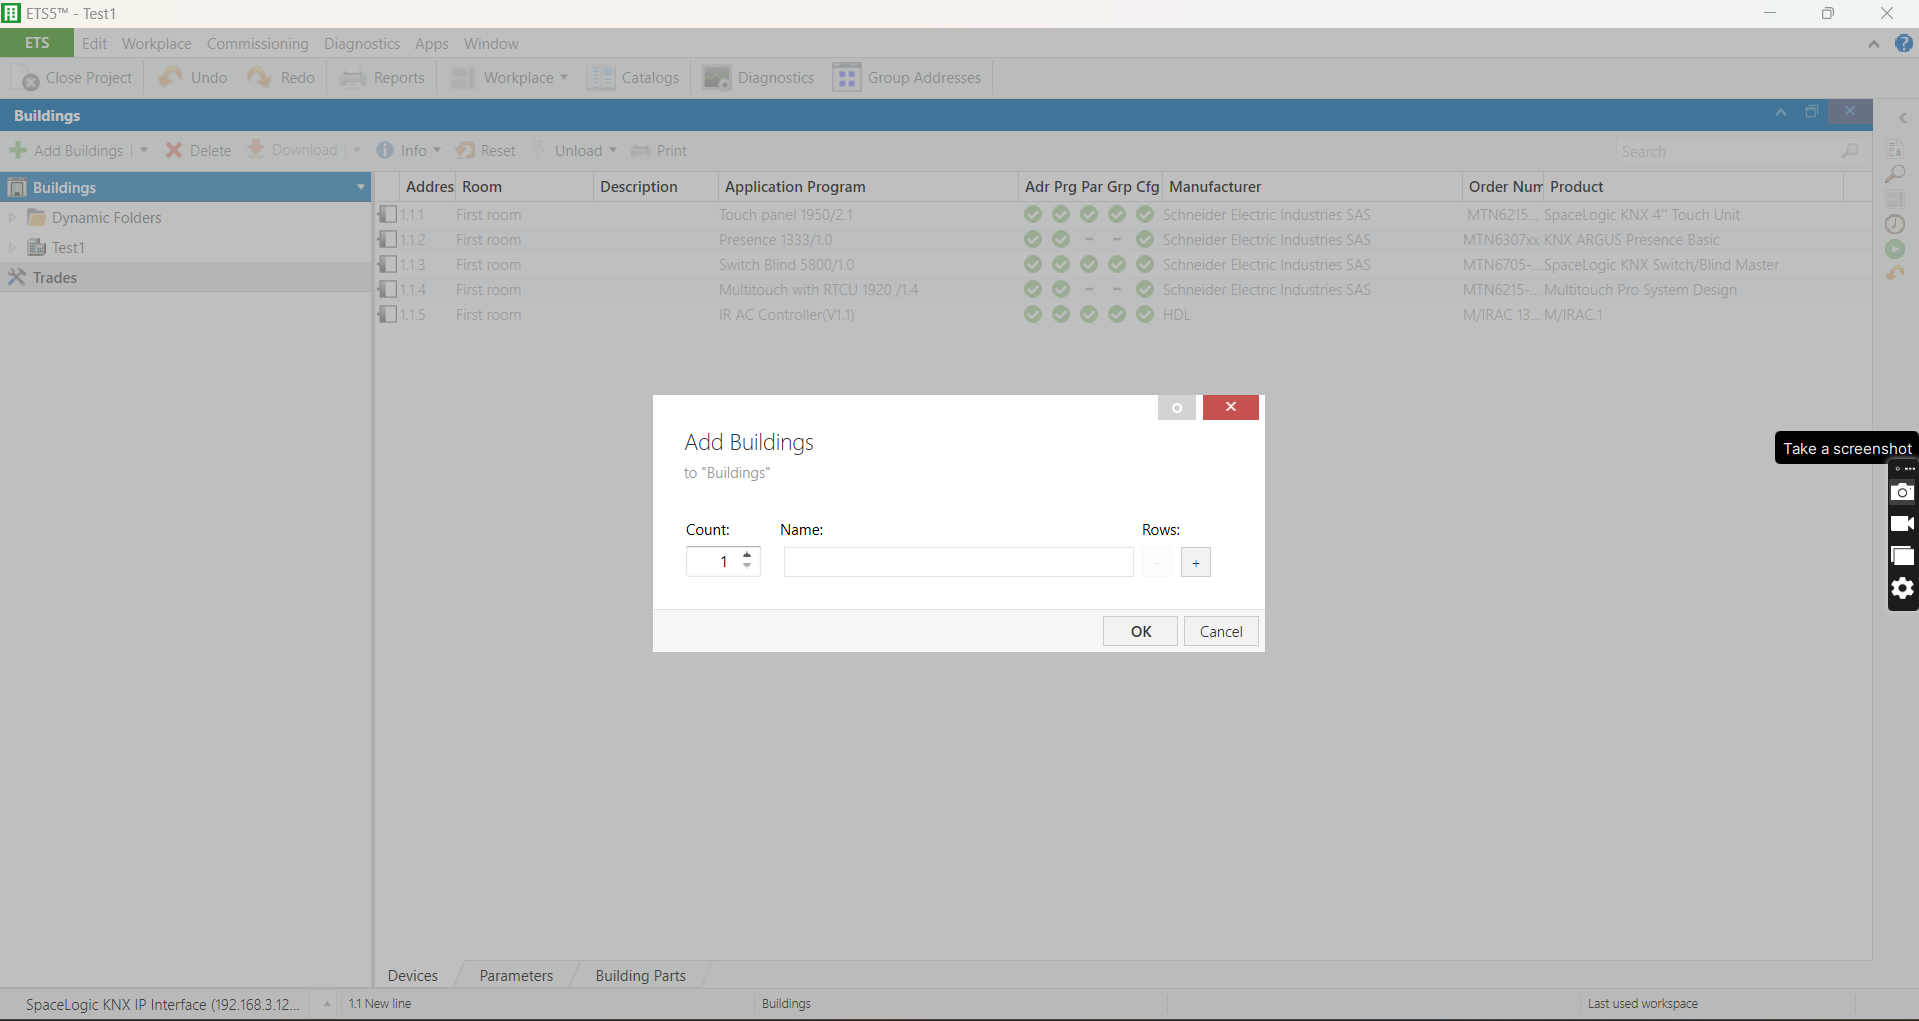 ETS5™ - Test1
ETS Edit Workplace Commissioning Diagnostics Apps Window
Close Project Undo Redo Reports Workplace Catalogs Diagnostics Group Addresses
Buildings
Add Buildings Delete Download Info Reset Unload Print Search
Buildings
Dynamic Folders
Test1
Trades
Addres Room Description Application Program Adr Prg Par Grp Cfg Manufacturer Order Num Product
1.1.1 First room Touch panel 1950/2.1 Schneider Electric Industries SAS MTN6215... SpaceLogic KNX 4" Touch Unit
1.1.2 First room Presence 1333/1.0 - - Schneider Electric Industries SAS MTN6307xx KNX ARGUS Presence Basic
1.1.3 First room Switch Blind 5800/1.0 Schneider Electric Industries SAS MTN6705-... SpaceLogic KNX Switch/Blind Master
1.1.4 First room Multitouch with RTCU 1920 /1.4 - - Schneider Electric Industries SAS MTN6215-... Multitouch Pro System Design
1.1.5 First room IR AC Controller(V1.1) HDL M/IRAC 13... M/IRAC.1
Add Buildings
to "Buildings"
Count: Name: Rows:
1 - +
OK Cancel
Take a screenshot
Devices Parameters Building Parts
SpaceLogic KNX IP Interface (192.168.3.12... 1.1 New line Buildings Last used workspace